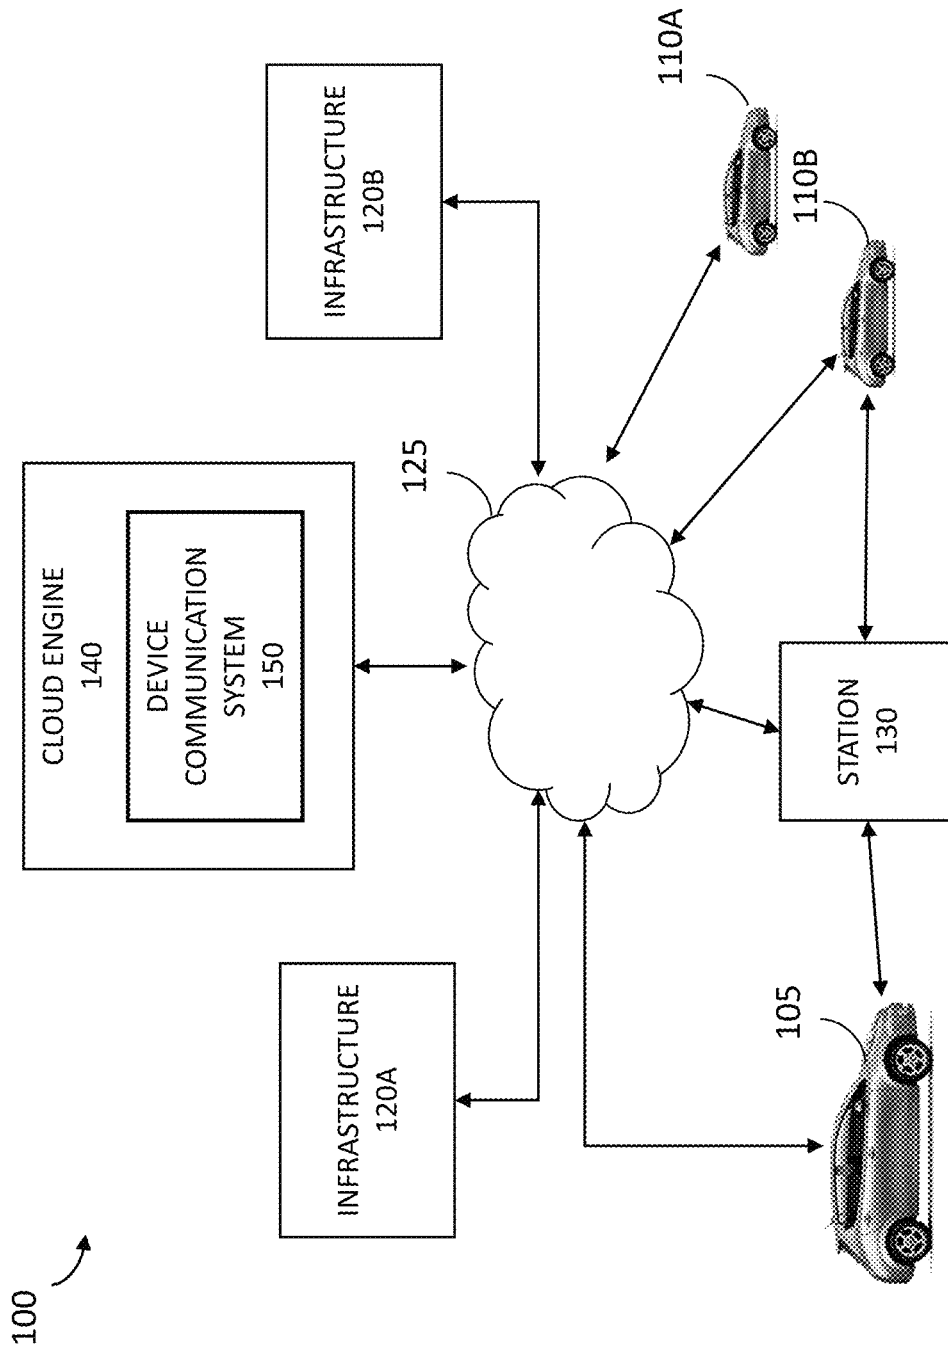 100
CLOUD ENGINE
140
DEVICE
COMMUNICATION
SYSTEM
150
INFRASTRUCTURE
120A
INFRASTRUCTURE
120B
125
105
STATION
130
110B
110A